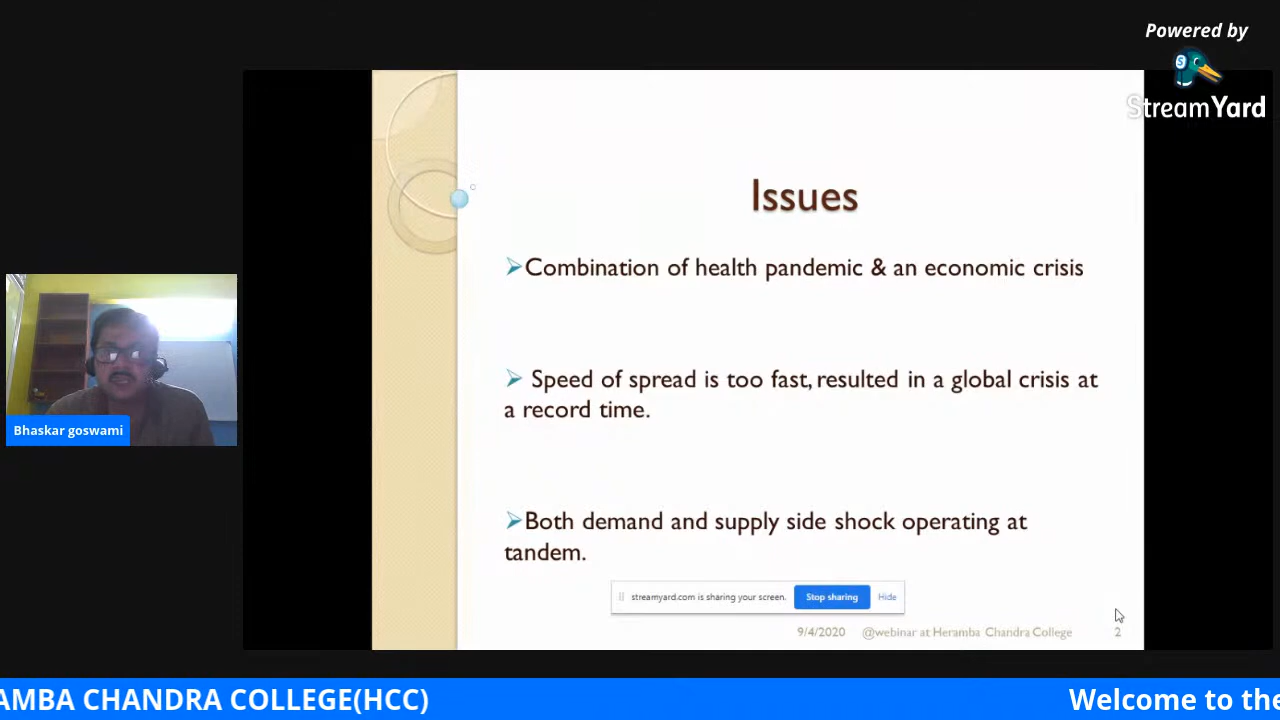 Powered by
StreamYard
Issues
➢Combination of health pandemic & an economic crisis
➢ Speed of spread is too fast, resulted in a global crisis at
a record time.
➢Both demand and supply side shock operating at
tandem.
streamyard.com is sharing your screen. Stop sharing Hide
9/4/2020 @webinar at Heramba Chandra College 2
Bhaskar goswami
AMBA CHANDRA COLLEGE(HCC) Welcome to the